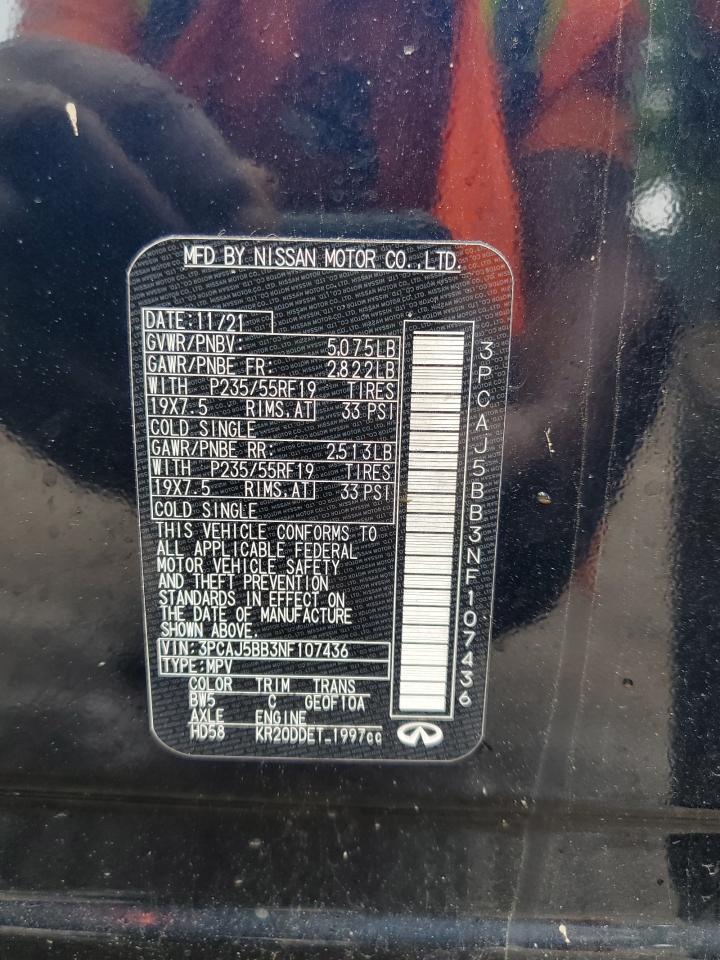 MFD BY NISSAN MOTOR CO.,LTD.
DATE:11/21
GVWR/PNBV: 5,075LB
GAWR/PNBE FR: 2,822LB
WITH P235/55RF19 TIRES
19X7.5 RIMS,AT 33 PSI
COLD SINGLE
GAWR/PNBE RR: 2,513LB
WITH P235/55RF19 TIRES
19X7.5 RIMS,AT 33 PSI
COLD SINGLE
THIS VEHICLE CONFORMS TO
ALL APPLICABLE FEDERAL
MOTOR VEHICLE SAFETY
AND THEFT PREVENTION
STANDARDS IN EFFECT ON
THE DATE OF MANUFACTURE
SHOWN ABOVE.
VIN:3PCAJ5BB3NF107436
TYPE:MPV
COLOR TRIM TRANS
BW5 C GEOF10A
AXLE ENGINE
HD58 KR20DDET_1997cc
3PCAJ5BB3NF107436